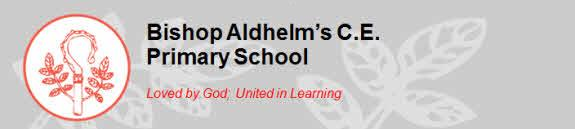 Bishop Aldhelm's C.E.
Primary School
Loved by God; United in Learning